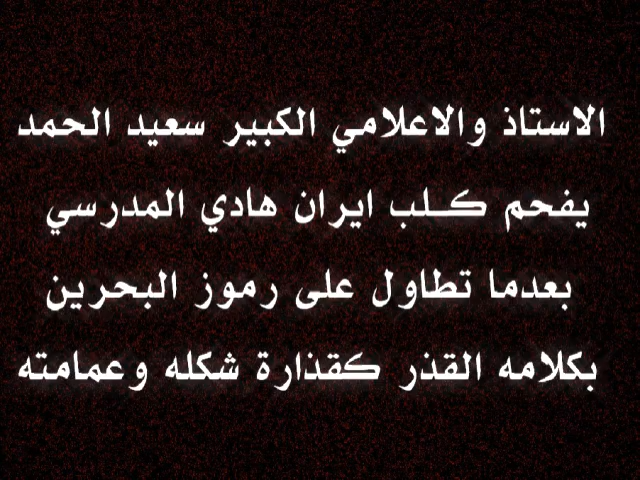 الاستاذ والاعلامي الكبير سعيد الحمد
يفحم كــلب ايران هادي المدرسي
بعدما تطاول على رموز البحرين
بكلامه القذر كقذارة شكله وعمامته